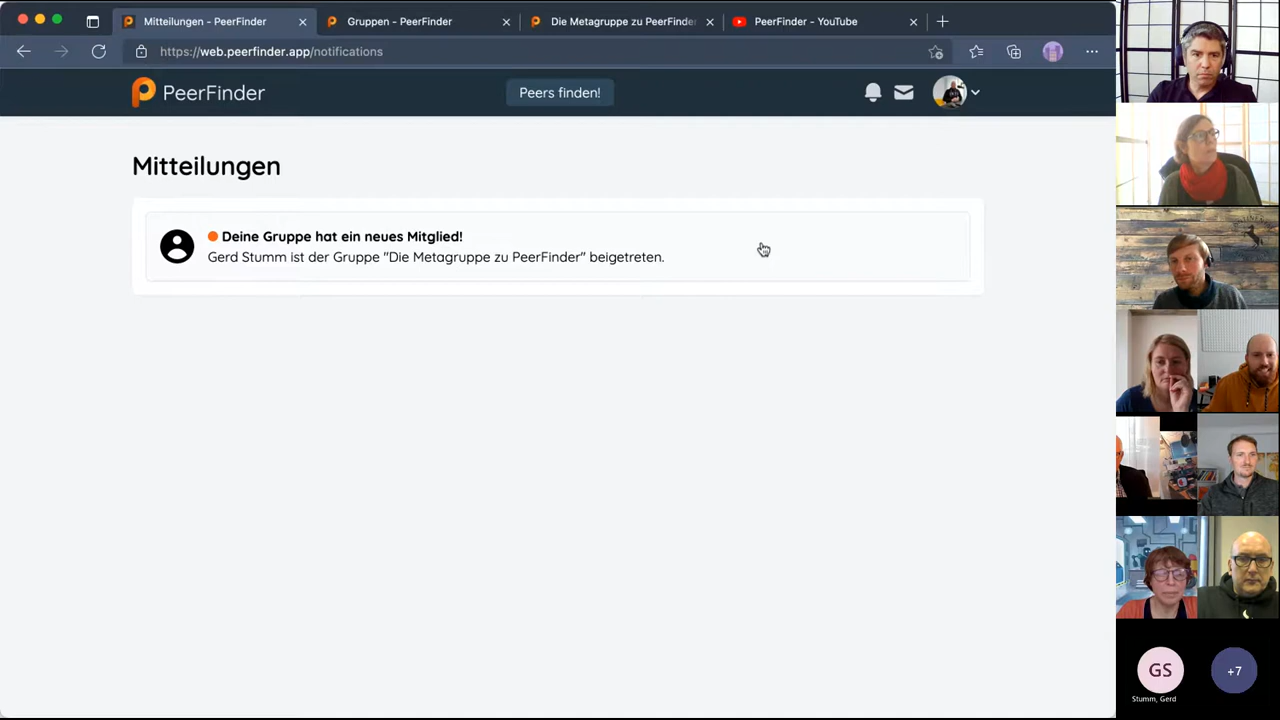 Mitteilungen - PeerFinder
Gruppen - PeerFinder
Die Metagruppe zu PeerFinder
PeerFinder - YouTube
https://web.peerfinder.app/notifications
PeerFinder
Peers finden!
Mitteilungen
Deine Gruppe hat ein neues Mitglied!
Gerd Stumm ist der Gruppe "Die Metagruppe zu PeerFinder" beigetreten.
GS
+7
Stumm, Gerd